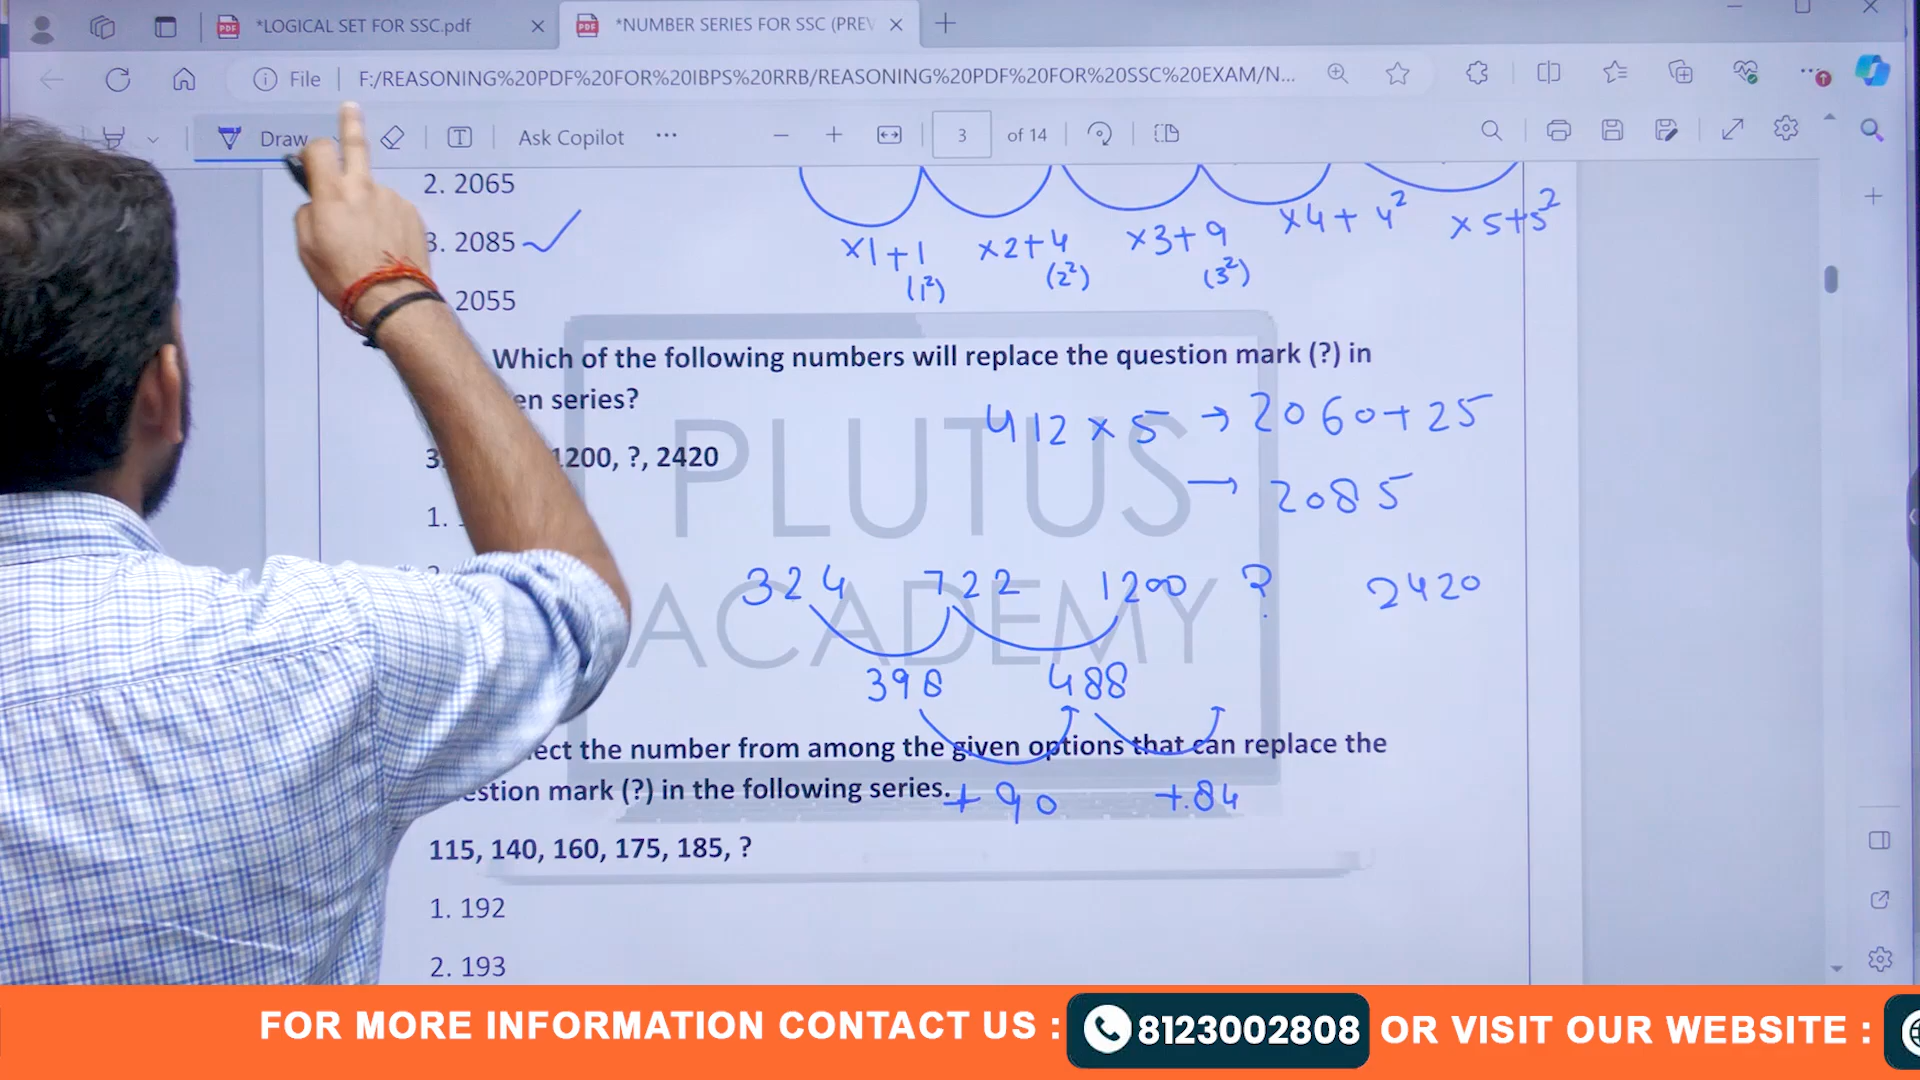 *LOGICAL SET FOR SSC.pdf
*NUMBER SERIES FOR SSC (PREV
File
F:/REASONING%20PDF%20FOR%20IBPS%20RRB/REASONING%20PDF%20FOR%20SSC%20EXAM/N...
Draw
Ask Copilot
3 of 14
2. 2065
3. 2085
2055
×1+1 ×2+4 ×3+9 ×4+4² ×5+5²
(1²) (2²) (3²)
Which of the following numbers will replace the question mark (?) in
en series?
412 × 5 → 2060+25
3 1200, ?, 2420
→ 2085
1.
PLUTUS
ACADEMY
324 722 1200 ? 2420
398 488
ect the number from among the given options that can replace the
estion mark (?) in the following series.
+90 +84
115, 140, 160, 175, 185, ?
1. 192
2. 193
FOR MORE INFORMATION CONTACT US : 8123002808 OR VISIT OUR WEBSITE :